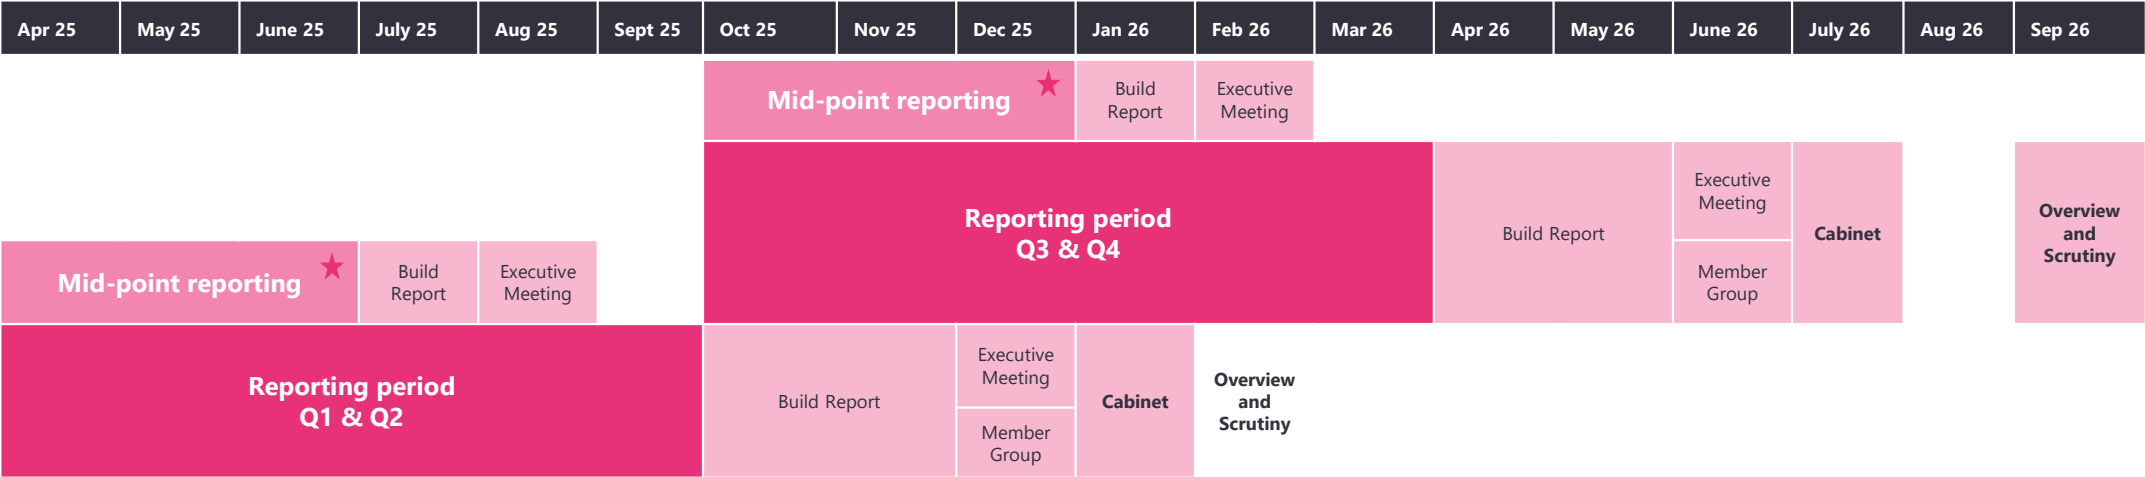 Apr 25 May 25 June 25 July 25 Aug 25 Sept 25 Oct 25 Nov 25 Dec 25 Jan 26 Feb 26 Mar 26 Apr 26 May 26 June 26 July 26 Aug 26 Sep 26
Mid-point reporting
Build
Report
Executive
Meeting
Reporting period
Q3 & Q4
Build Report
Executive
Meeting
Member
Group
Cabinet
Overview
and
Scrutiny
Mid-point reporting
Build
Report
Executive
Meeting
Reporting period
Q1 & Q2
Build Report
Executive
Meeting
Member
Group
Cabinet
Overview
and
Scrutiny